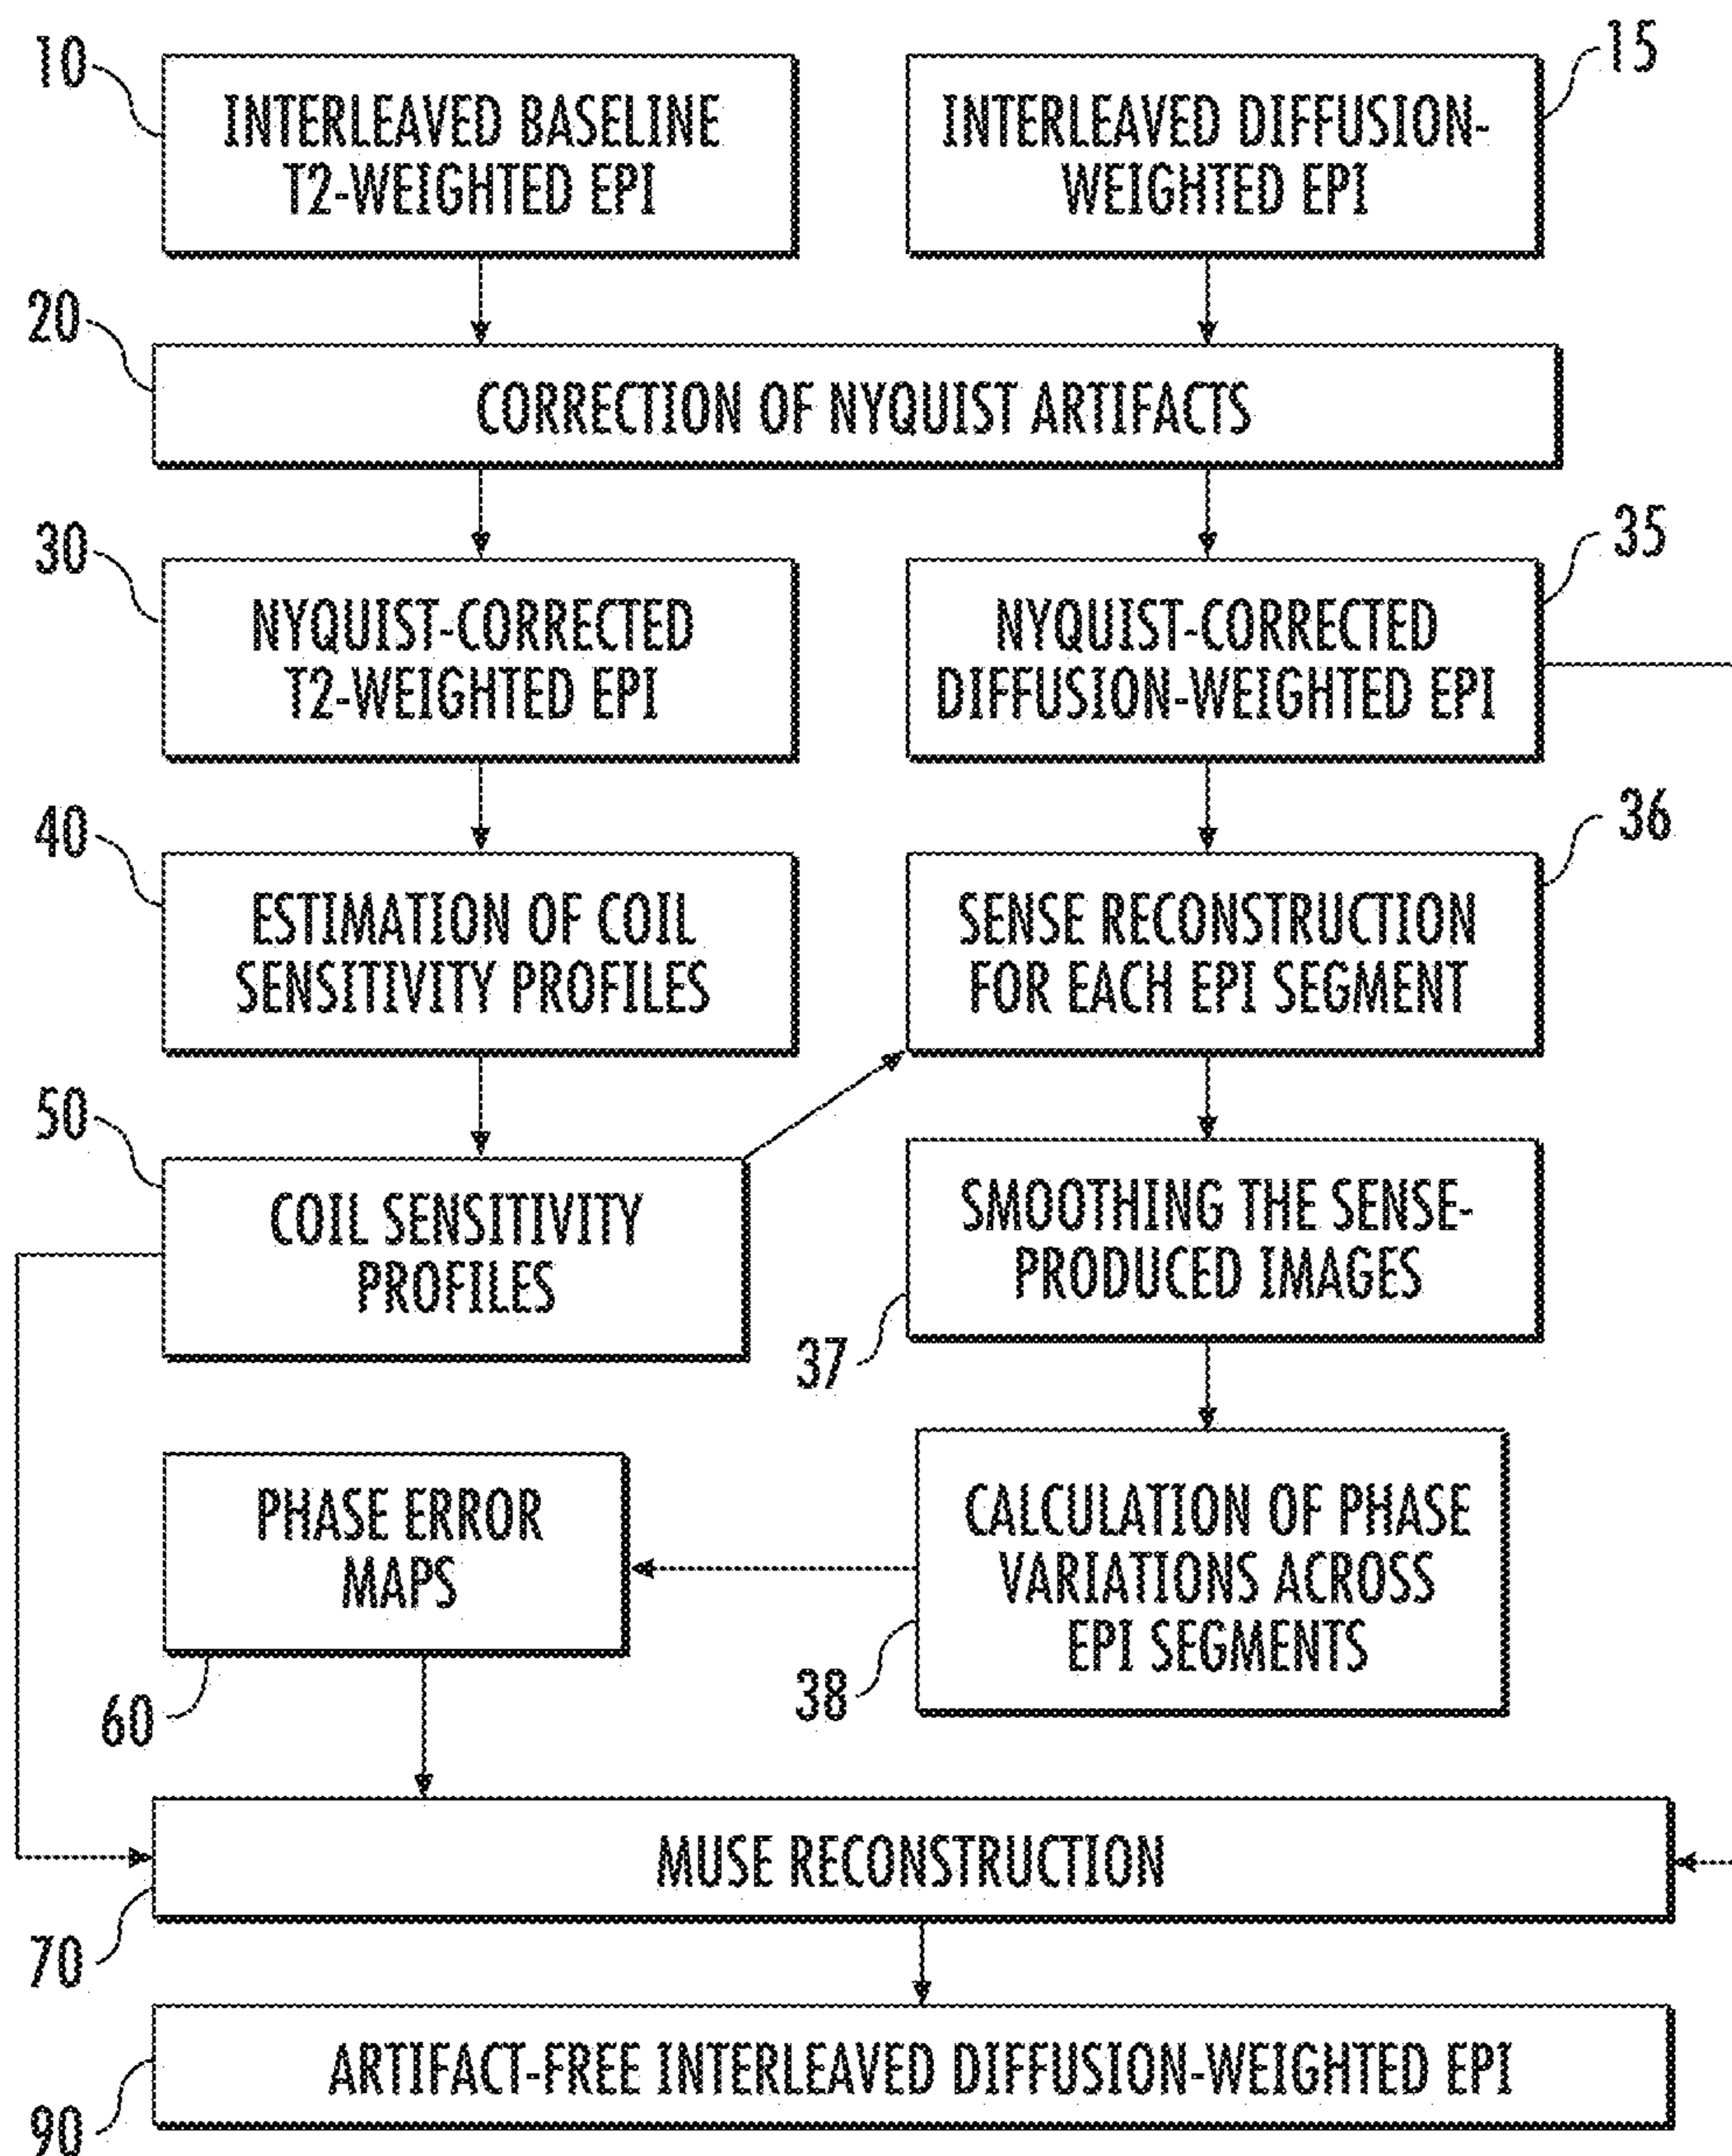 10
INTERLEAVED BASELINE
T2-WEIGHTED EPI
15
INTERLEAVED DIFFUSION-
WEIGHTED EPI
20
CORRECTION OF NYQUIST ARTIFACTS
30
NYQUIST-CORRECTED
T2-WEIGHTED EPI
35
NYQUIST-CORRECTED
DIFFUSION-WEIGHTED EPI
40
ESTIMATION OF COIL
SENSITIVITY PROFILES
36
SENSE RECONSTRUCTION
FOR EACH EPI SEGMENT
50
COIL SENSITIVITY
PROFILES
SMOOTHING THE SENSE-
PRODUCED IMAGES
37
PHASE ERROR
MAPS
60
CALCULATION OF PHASE
VARIATIONS ACROSS
EPI SEGMENTS
38
MUSE RECONSTRUCTION
70
ARTIFACT-FREE INTERLEAVED DIFFUSION-WEIGHTED EPI
90